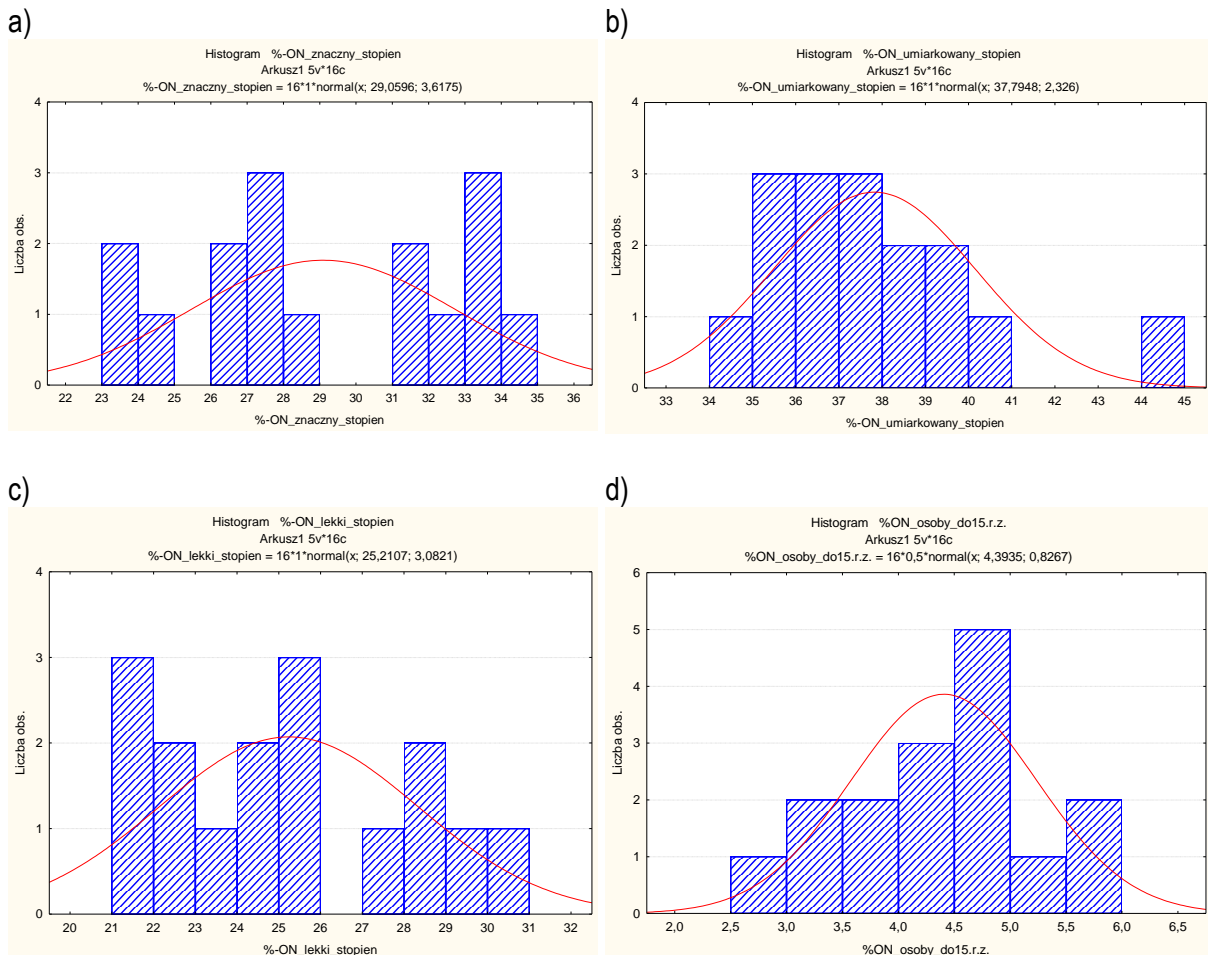 a)
Histogram %-ON_znaczny_stopien
Arkusz1 5v*16c
%-ON_znaczny_stopien = 16*1*normal(x; 29,0596; 3,6175)
4
3
2
1
0
Liczba obs.
22 23 24 25 26 27 28 29 30 31 32 33 34 35 36
%-ON_znaczny_stopien
b)
Histogram %-ON_umiarkowany_stopien
Arkusz1 5v*16c
%-ON_umiarkowany_stopien = 16*1*normal(x; 37,7948; 2,326)
4
3
2
1
0
Liczba obs.
33 34 35 36 37 38 39 40 41 42 43 44 45
%-ON_umiarkowany_stopien
c)
Histogram %-ON_lekki_stopien
Arkusz1 5v*16c
%-ON_lekki_stopien = 16*1*normal(x; 25,2107; 3,0821)
4
3
2
1
0
Liczba obs.
20 21 22 23 24 25 26 27 28 29 30 31 32
%-ON_lekki_stopien
d)
Histogram %ON_osoby_do15.r.z.
Arkusz1 5v*16c
%ON_osoby_do15.r.z. = 16*0,5*normal(x; 4,3935; 0,8267)
6
5
4
3
2
1
0
Liczba obs.
2,0 2,5 3,0 3,5 4,0 4,5 5,0 5,5 6,0 6,5
%ON_osoby_do15.r.z.